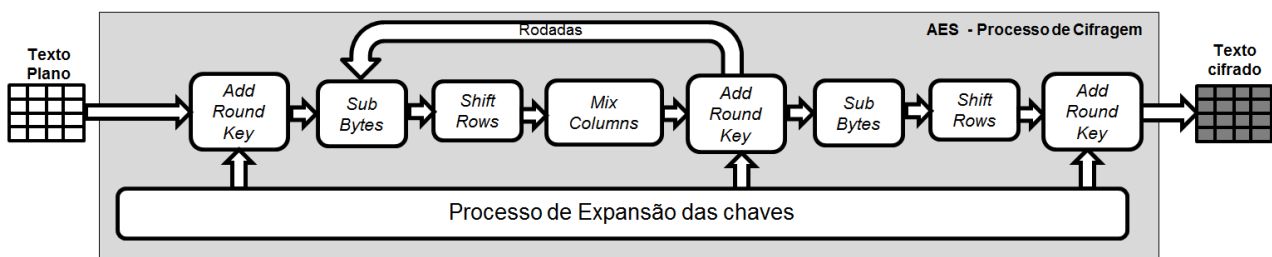 Rodadas
AES - Processo de Cifragem
Texto
Plano
Add
Round
Key
Sub
Bytes
Shift
Rows
Mix
Columns
Add
Round
Key
Sub
Bytes
Shift
Rows
Add
Round
Key
Texto
cifrado
Processo de Expansão das chaves